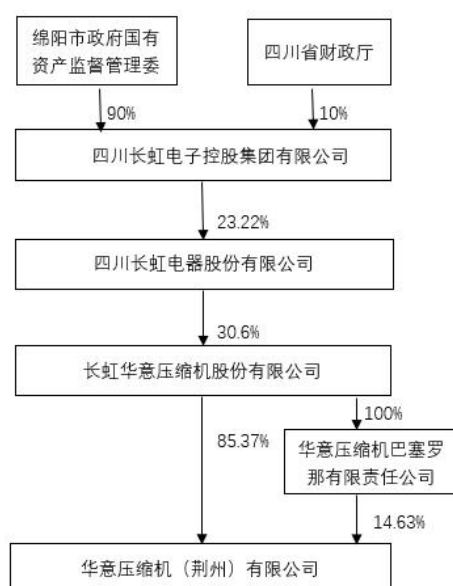 绵阳市政府国有
资产监督管理委
四川省财政厅
90%
10%
四川长虹电子控股集团有限公司
23.22%
四川长虹电器股份有限公司
30.6%
长虹华意压缩机股份有限公司
100%
85.37%
华意压缩机巴塞罗
那有限责任公司
14.63%
华意压缩机（荆州）有限公司